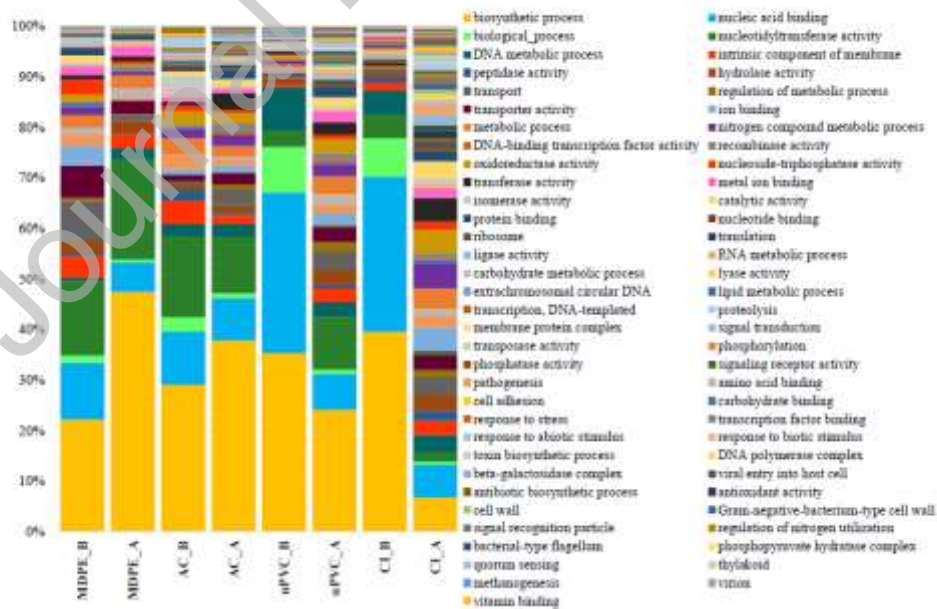 Journal
100%
90%
80%
70%
60%
50%
40%
30%
20%
10%
0%
MDPE_B
MDPE_A
AC_B
AC_A
uPVC_B
uPVC_A
CI_B
CI_A
biosynthetic process
nucleic acid binding
biological_process
nucleotidyltransferase activity
DNA metabolic process
intrinsic component of membrane
peptidase activity
hydrolase activity
transport
regulation of metabolic process
transporter activity
ion binding
metabolic process
nitrogen compound metabolic process
DNA-binding transcription factor activity
recombinase activity
oxidoreductase activity
nucleoside-triphosphatase activity
transferase activity
metal ion binding
isomerase activity
catalytic activity
protein binding
nucleotide binding
ribosome
translation
ligase activity
RNA metabolic process
carbohydrate metabolic process
lyase activity
extrachromosomal circular DNA
lipid metabolic process
transcription, DNA-templated
proteolysis
membrane protein complex
signal transduction
transposase activity
phosphorylation
phosphatase activity
signaling receptor activity
pathogenesis
amino acid binding
cell adhesion
carbohydrate binding
response to stress
transcription factor binding
response to abiotic stimulus
response to biotic stimulus
toxin biosynthetic process
DNA polymerase complex
beta-galactosidase complex
viral entry into host cell
antibiotic biosynthetic process
antioxidant activity
cell wall
Gram-negative-bacterium-type cell wall
signal recognition particle
regulation of nitrogen utilization
bacterial-type flagellum
phosphopyruvate hydratase complex
quorum sensing
thylakoid
methanogenesis
virion
vitamin binding